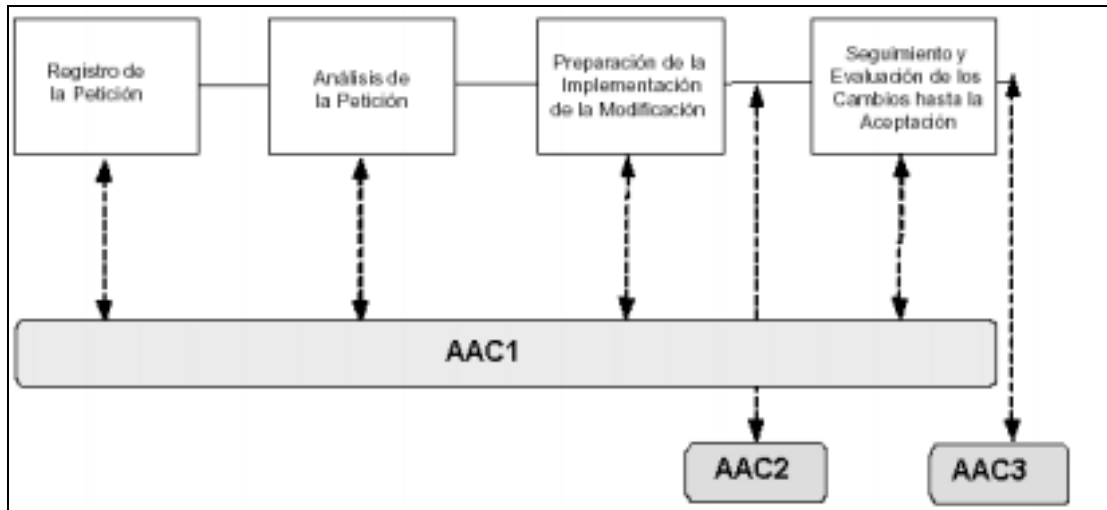 Registro de
la Petición
Análisis de
la Petición
Preparación de la
Implementación
de la Modificación
Seguimiento y
Evaluación de los
Cambios hasta la
Aceptación
AAC1
AAC2
AAC3